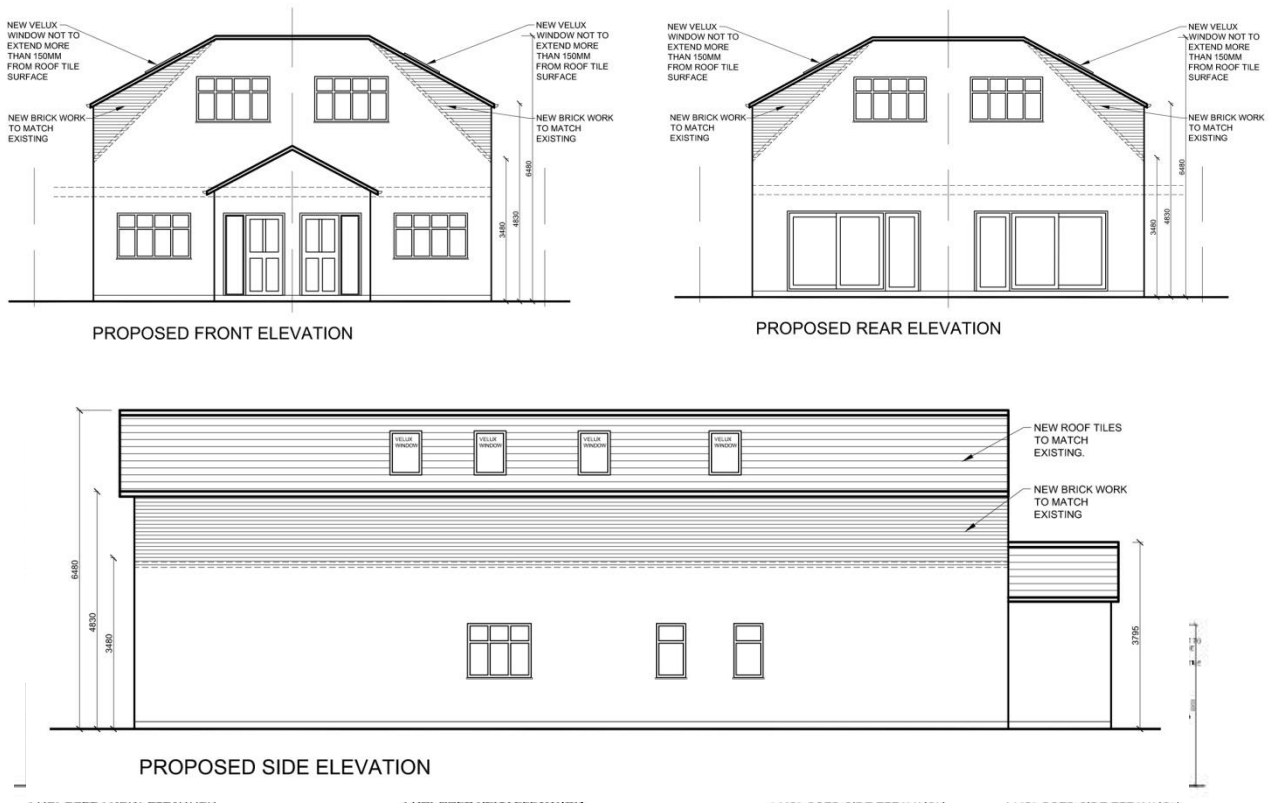 NEW VELUX
WINDOW NOT TO
EXTEND MORE
THAN 150MM
FROM ROOF TILE
SURFACE
NEW BRICK WORK
TO MATCH
EXISTING
NEW VELUX
WINDOW NOT TO
EXTEND MORE
THAN 150MM
FROM ROOF TILE
SURFACE
NEW BRICK WORK
TO MATCH
EXISTING
3480
4830
6480
PROPOSED FRONT ELEVATION
NEW VELUX
WINDOW NOT TO
EXTEND MORE
THAN 150MM
FROM ROOF TILE
SURFACE
NEW BRICK WORK
TO MATCH
EXISTING
NEW VELUX
WINDOW NOT TO
EXTEND MORE
THAN 150MM
FROM ROOF TILE
SURFACE
NEW BRICK WORK
TO MATCH
EXISTING
3480
4830
6480
PROPOSED REAR ELEVATION
VELUX
WINDOW
VELUX
WINDOW
VELUX
WINDOW
VELUX
WINDOW
NEW ROOF TILES
TO MATCH
EXISTING.
NEW BRICK WORK
TO MATCH
EXISTING
6480
4830
3480
3795
PROPOSED SIDE ELEVATION